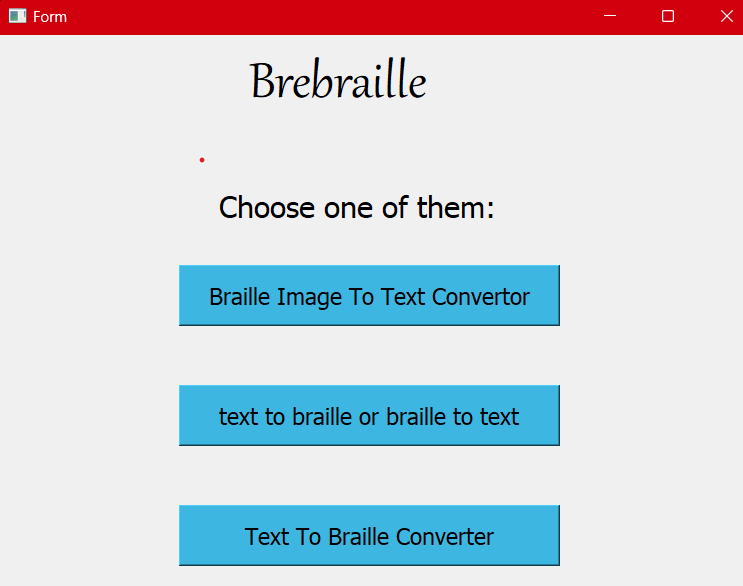 Form
Brebraille
Choose one of them:
Braille Image To Text Convertor
text to braille or braille to text
Text To Braille Converter